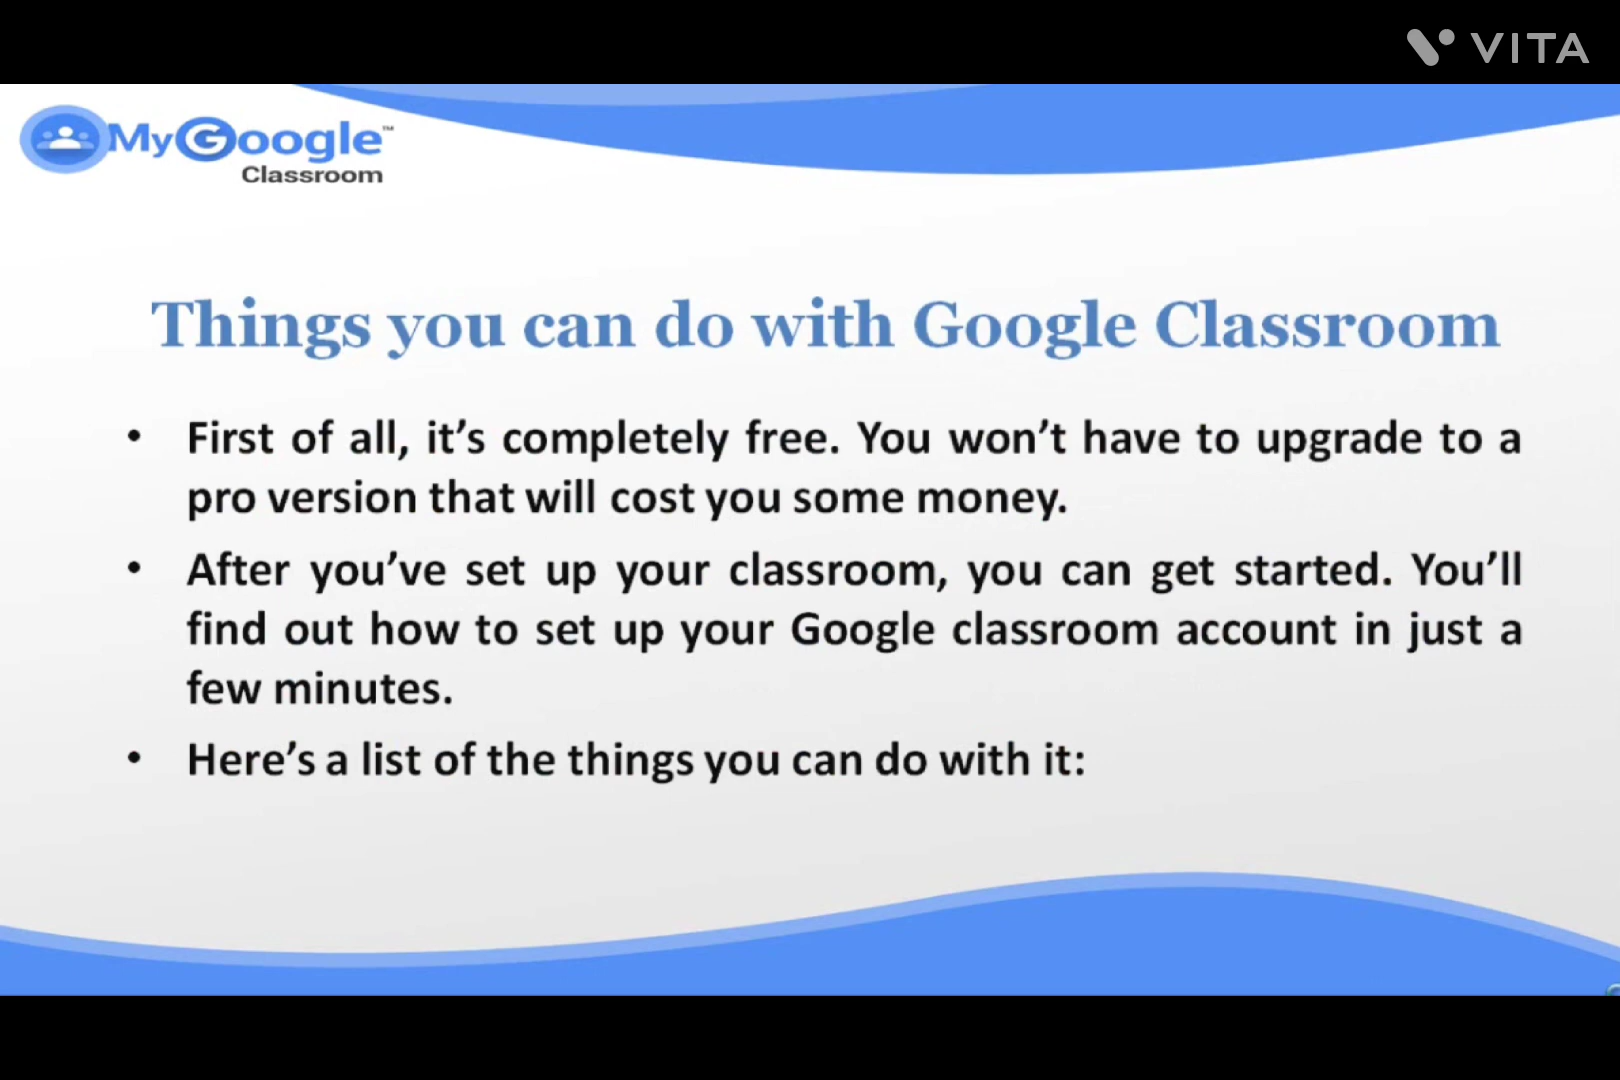 VITA
MyGoogle™
Classroom
Things you can do with Google Classroom
• First of all, it’s completely free. You won’t have to upgrade to a
pro version that will cost you some money.
• After you’ve set up your classroom, you can get started. You’ll
find out how to set up your Google classroom account in just a
few minutes.
• Here’s a list of the things you can do with it: